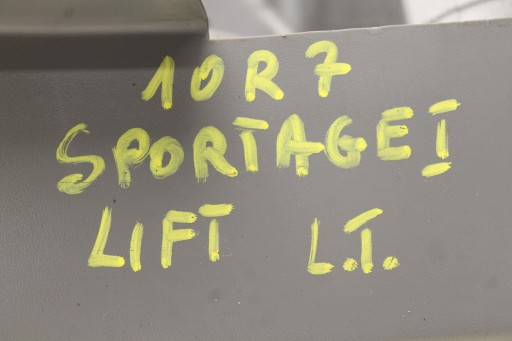 10R7
SPORTAGE I
LIFT L.T.